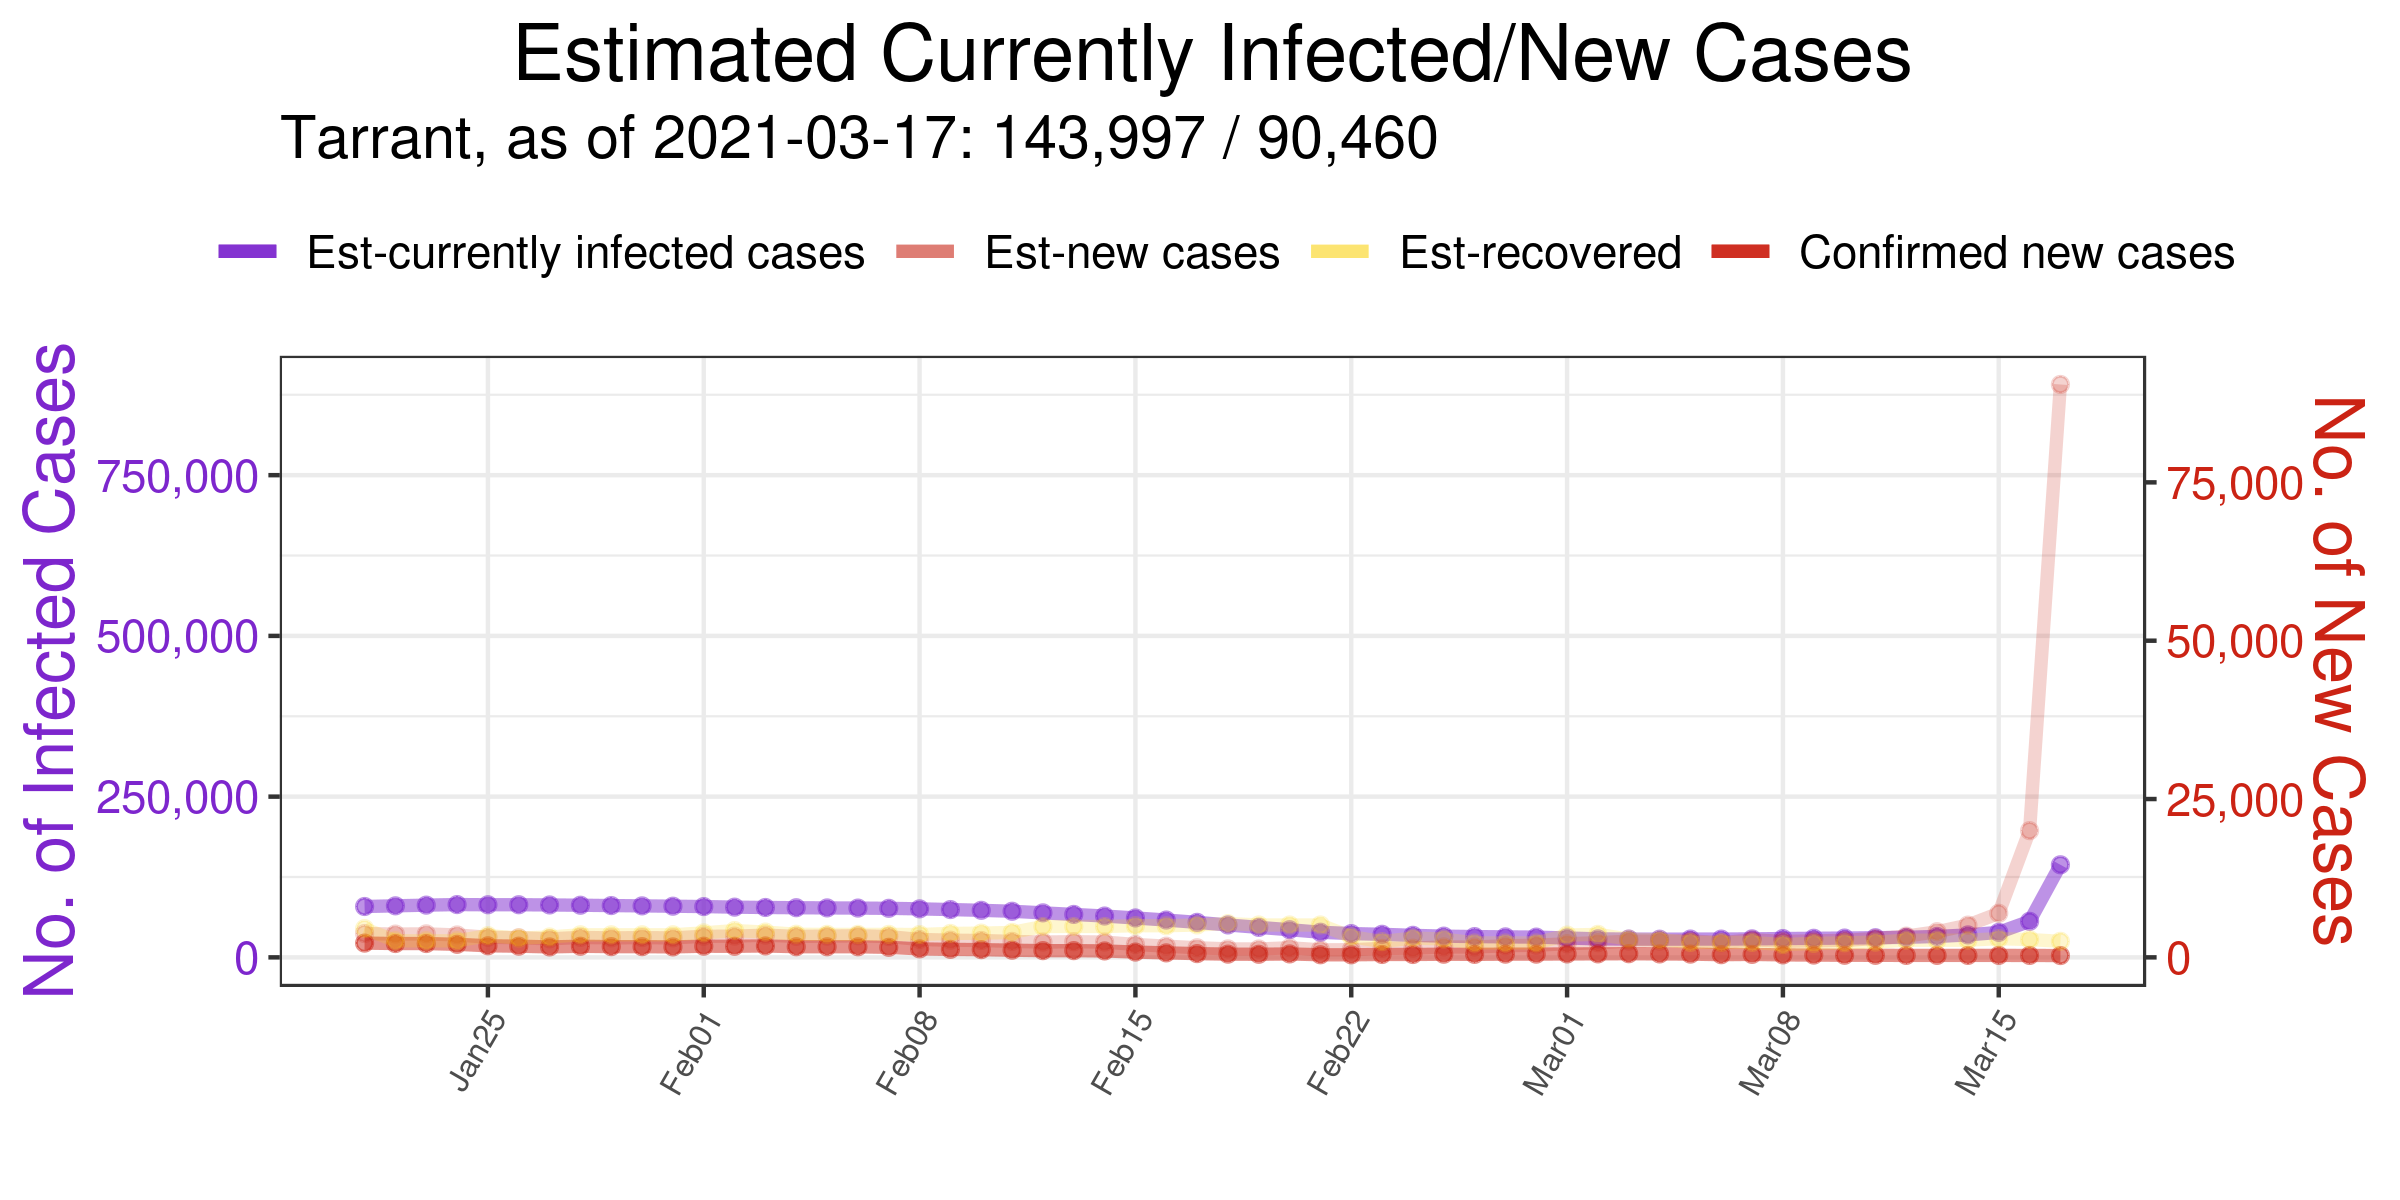 Estimated Currently Infected/New Cases
Tarrant, as of 2021-03-17: 143,997 / 90,460
Est-currently infected cases Est-new cases Est-recovered Confirmed new cases
No. of Infected Cases
750,000
500,000
250,000
0
75,000
50,000
25,000
0
No. of New Cases
Jan25 Feb01 Feb08 Feb15 Feb22 Mar01 Mar08 Mar15